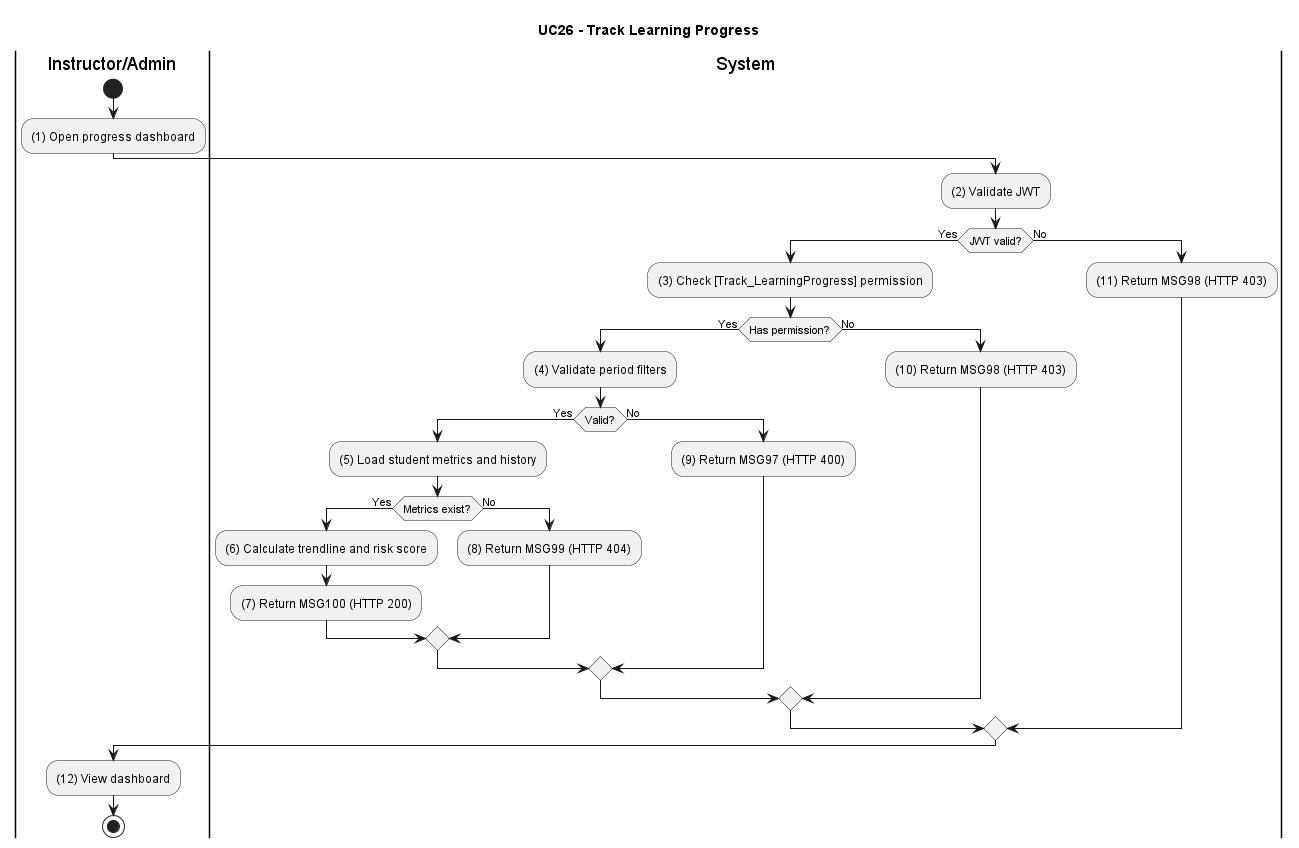 UC26 - Track Learning Progress
Instructor/Admin
System
(1) Open progress dashboard
(2) Validate JWT
Yes
JWT valid?
No
(3) Check [Track_LearningProgress] permission
(11) Return MSG98 (HTTP 403)
Yes
Has permission?
No
(4) Validate period filters
(10) Return MSG98 (HTTP 403)
Yes
Valid?
No
(5) Load student metrics and history
(9) Return MSG97 (HTTP 400)
Yes
Metrics exist?
No
(6) Calculate trendline and risk score
(8) Return MSG99 (HTTP 404)
(7) Return MSG100 (HTTP 200)
(12) View dashboard